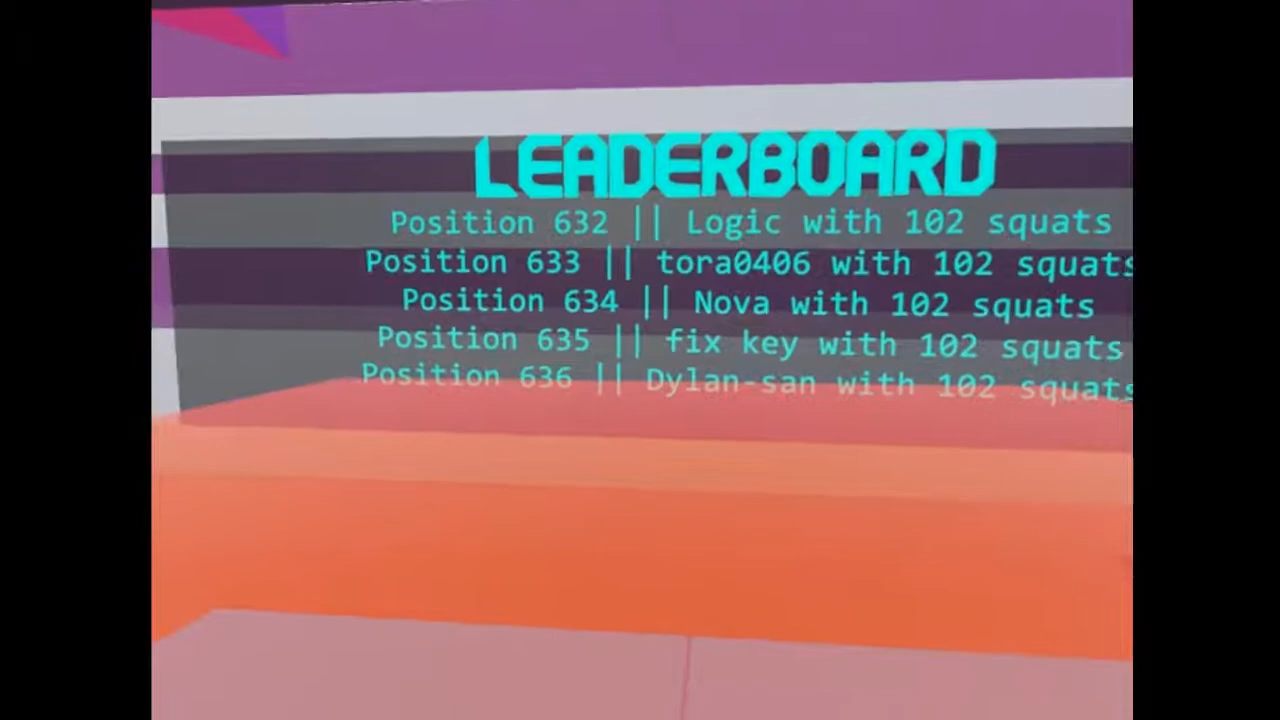 LEADERBOARD
Position 632 || Logic with 102 squats
Position 633 || tora0406 with 102 squats
Position 634 || Nova with 102 squats
Position 635 || fix key with 102 squats
Position 636 || Dylan-san with 102 squats